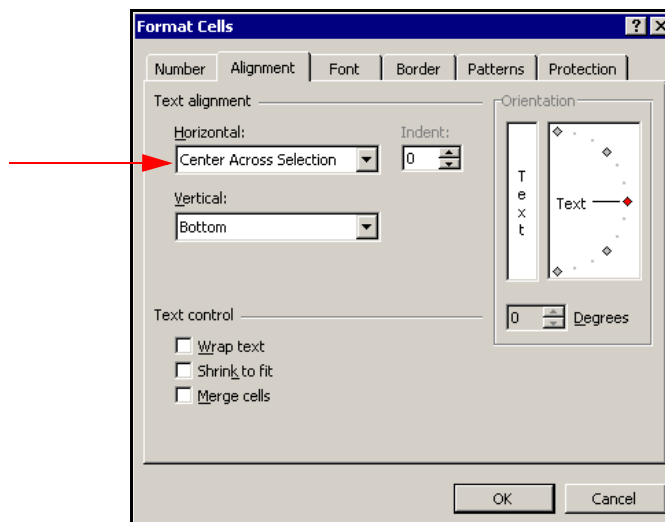 Format Cells
Number Alignment Font Border Patterns Protection
Text alignment
Orientation
Horizontal:
Indent:
Center Across Selection
0
Vertical:
Bottom
Text
Text
Text control
0 Degrees
Wrap text
Shrink to fit
Merge cells
OK Cancel